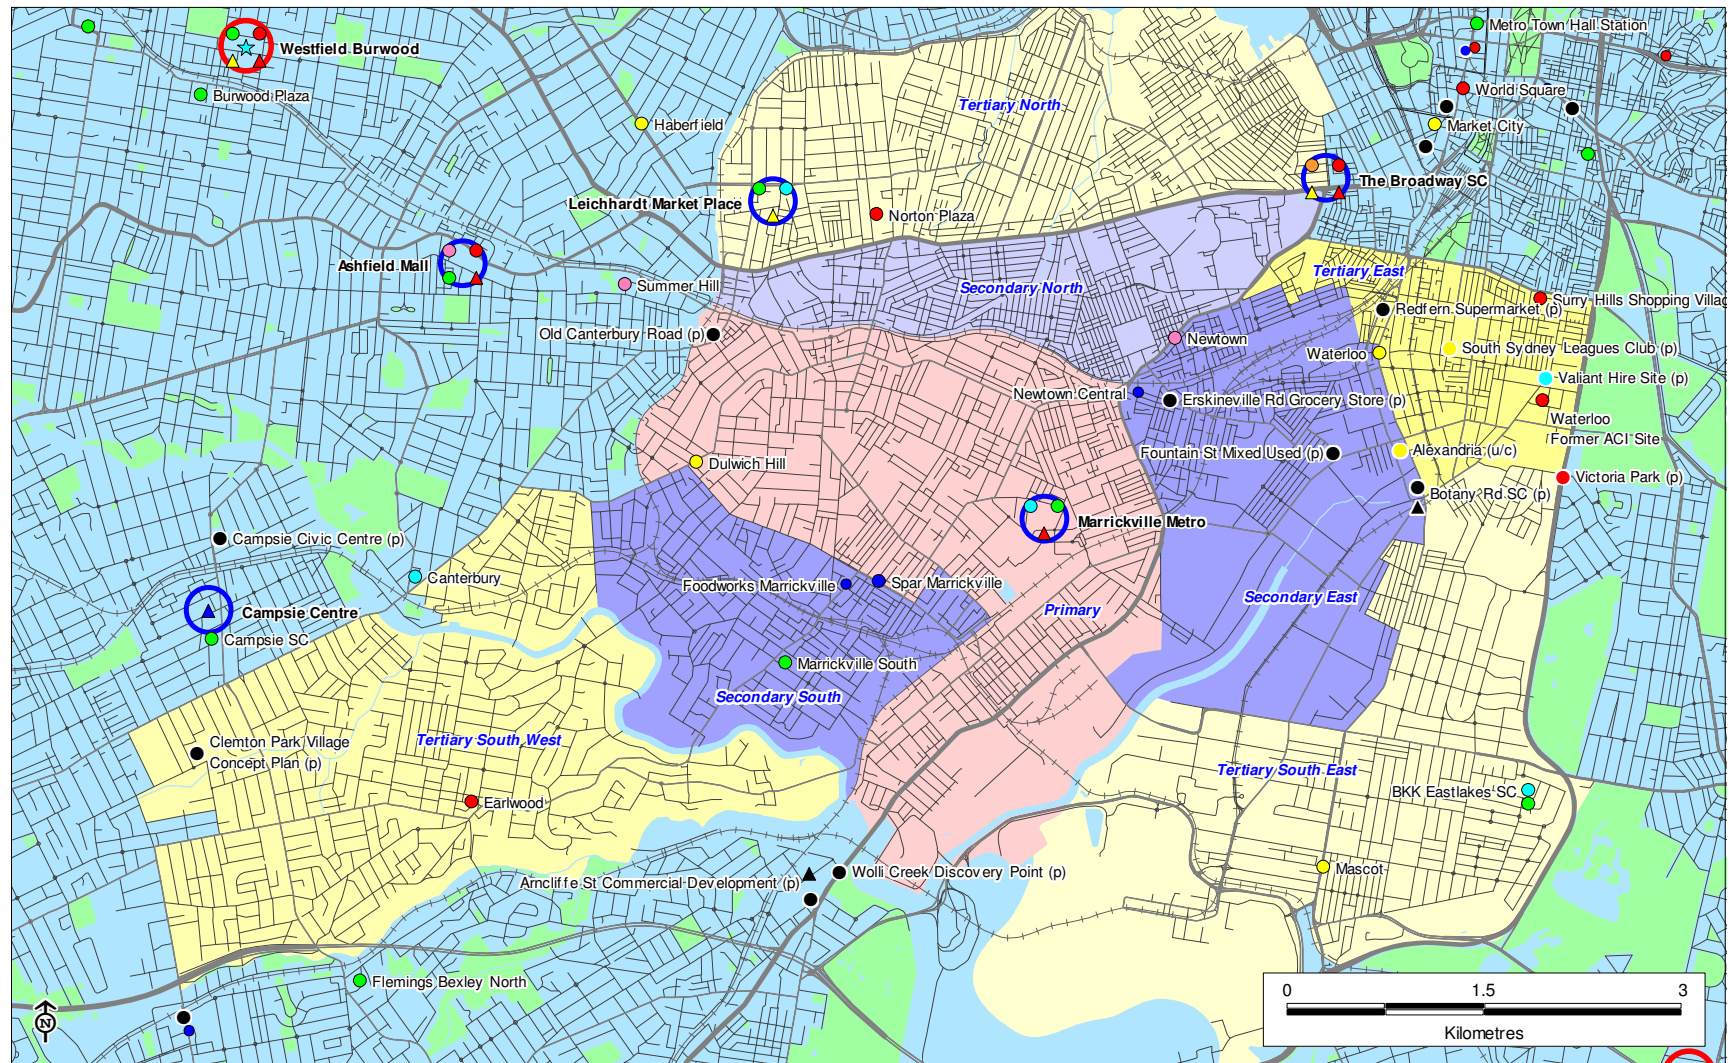 Metro Town Hall Station
Westfield Burwood
Burwood Plaza
World Square
Tertiary North
Haberfield
Market City
The Broadway SC
Leichhardt Market Place
Norton Plaza
Ashfield Mall
Summer Hill
Secondary North
Tertiary East
Surry Hills Shopping Villag
Redfern Supermarket (p)
Old Canterbury Road (p)
Newtown
Waterloo
South Sydney Leagues Club (p)
Valiant Hire Site (p)
Newtown Central
Erskineville Rd Grocery Store (p)
Waterloo
Former ACI Site
Fountain St Mixed Used (p)
Alexandria (u/c)
Dulwich Hill
Victoria Park (p)
Botany Rd SC (p)
Marrickville Metro
Campsie Civic Centre (p)
Canterbury
Foodworks Marrickville
Spar Marrickville
Secondary East
Primary
Campsie Centre
Campsie SC
Marrickville South
Secondary South
Clemton Park Village
Concept Plan (p)
Tertiary South West
Tertiary South East
BKK Eastlakes SC
Earlwood
Mascot
Wolli Creek Discovery Point (p)
Arncliffe St Commercial Development (p)
Flemings Bexley North
0 1.5 3
Kilometres
N